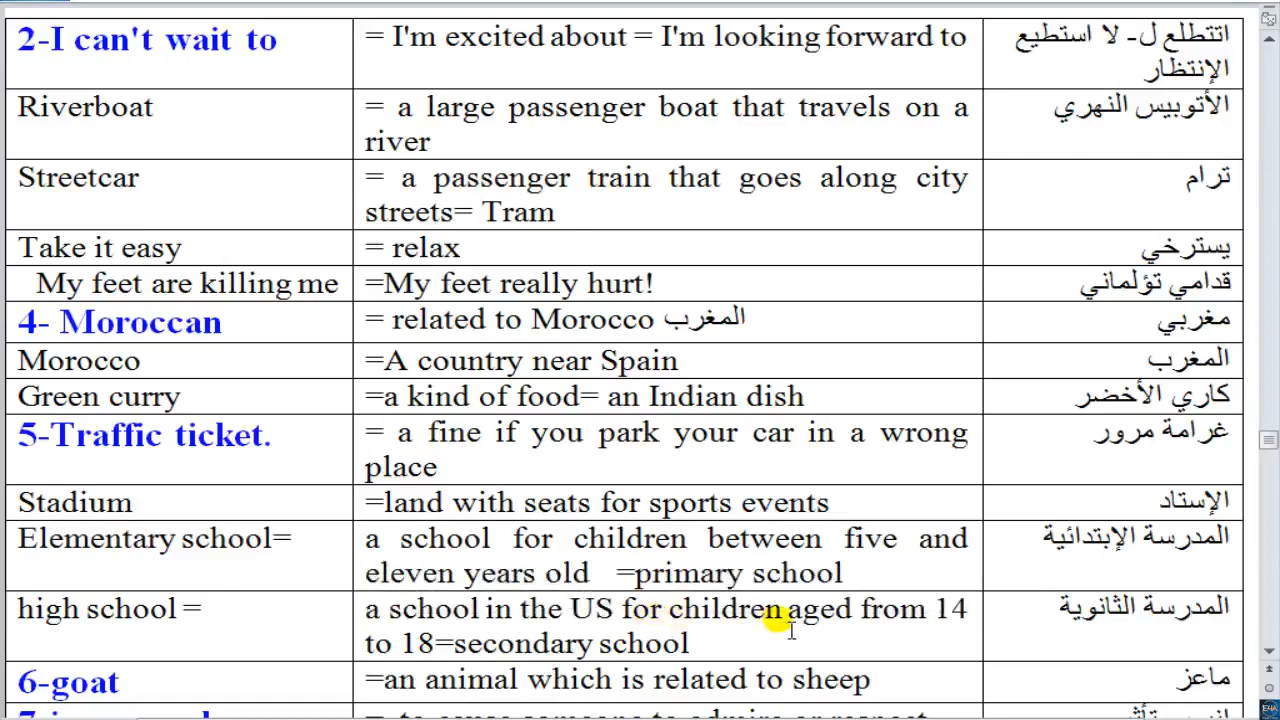 2-I can't wait to = I'm excited about = I'm looking forward to اتتطلع ل- لا استطيع
الإنتظار
Riverboat = a large passenger boat that travels on a الأتوبيس النهري
river
Streetcar = a passenger train that goes along city ترام
streets= Tram
Take it easy = relax يسترخي
My feet are killing me =My feet really hurt! قدامي تؤلماني
4- Moroccan = related to Morocco المغرب مغربي
Morocco =A country near Spain المغرب
Green curry =a kind of food= an Indian dish كاري الأخضر
5-Traffic ticket. = a fine if you park your car in a wrong غرامة مرور
place
Stadium =land with seats for sports events الإستاد
Elementary school= a school for children between five and المدرسة الإبتدائية
eleven years old =primary school
high school = a school in the US for children aged from 14 المدرسة الثانوية
to 18=secondary school
6-goat =an animal which is related to sheep ماعز